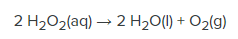 2 H₂O₂(aq) → 2 H₂O(l) + O₂(g)